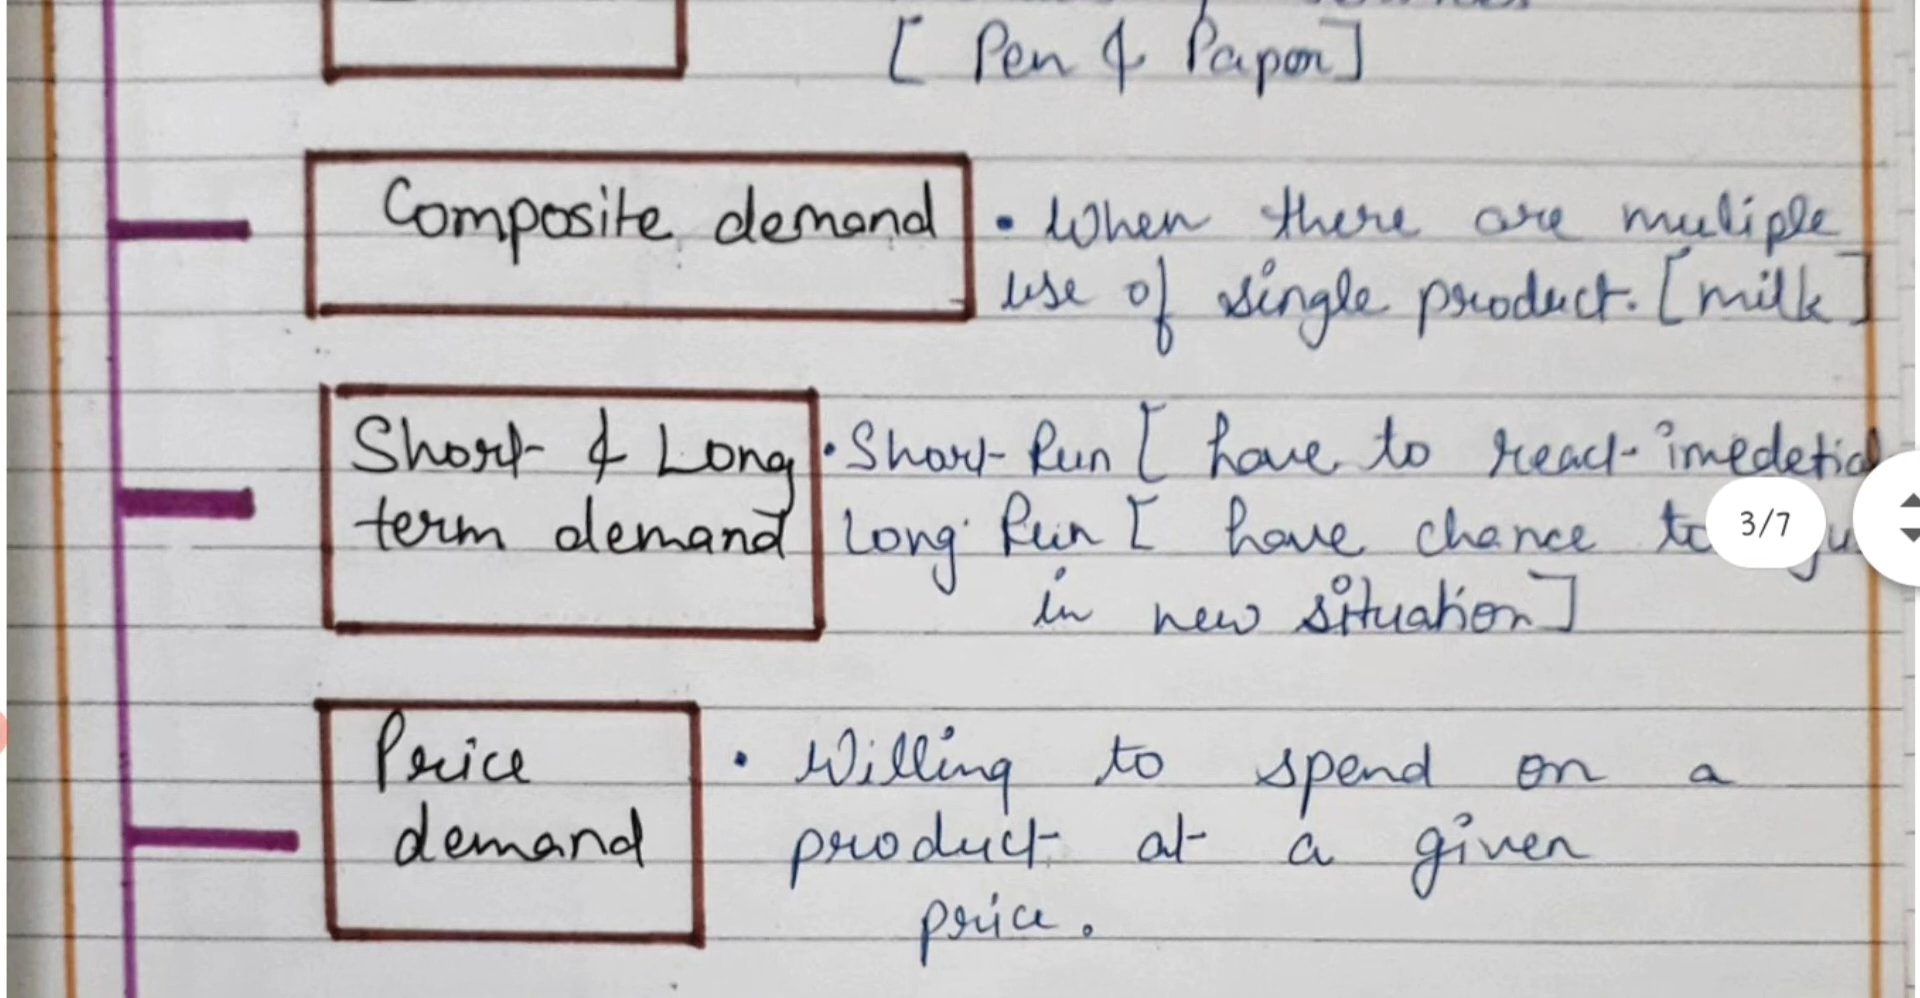 [ Pen & Papon]
Composite demand
• When there are muliple
use of single product. [milk]
Short & Long
term demand
• Short Run [ have to react imedetial
Long Run [ have chance to
in new situation]
3/7
Price
demand
• Willing to spend on a
product at a given
price.